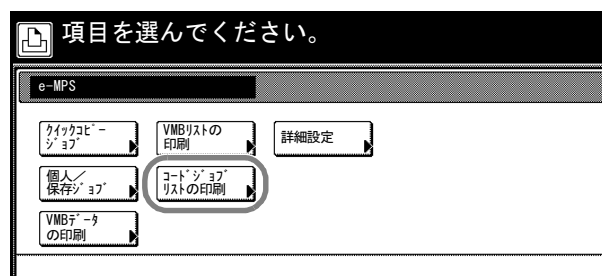 項目を選んでください。
e-MPS
ｸｲｯｸｺﾋﾟｰ
ｼﾞｮﾌﾞ
VMBﾘｽﾄの
印刷
詳細設定
個人／
保存ｼﾞｮﾌﾞ
ｺｰﾄﾞｼﾞｮﾌﾞ
ﾘｽﾄの印刷
VMBﾃﾞｰﾀ
の印刷